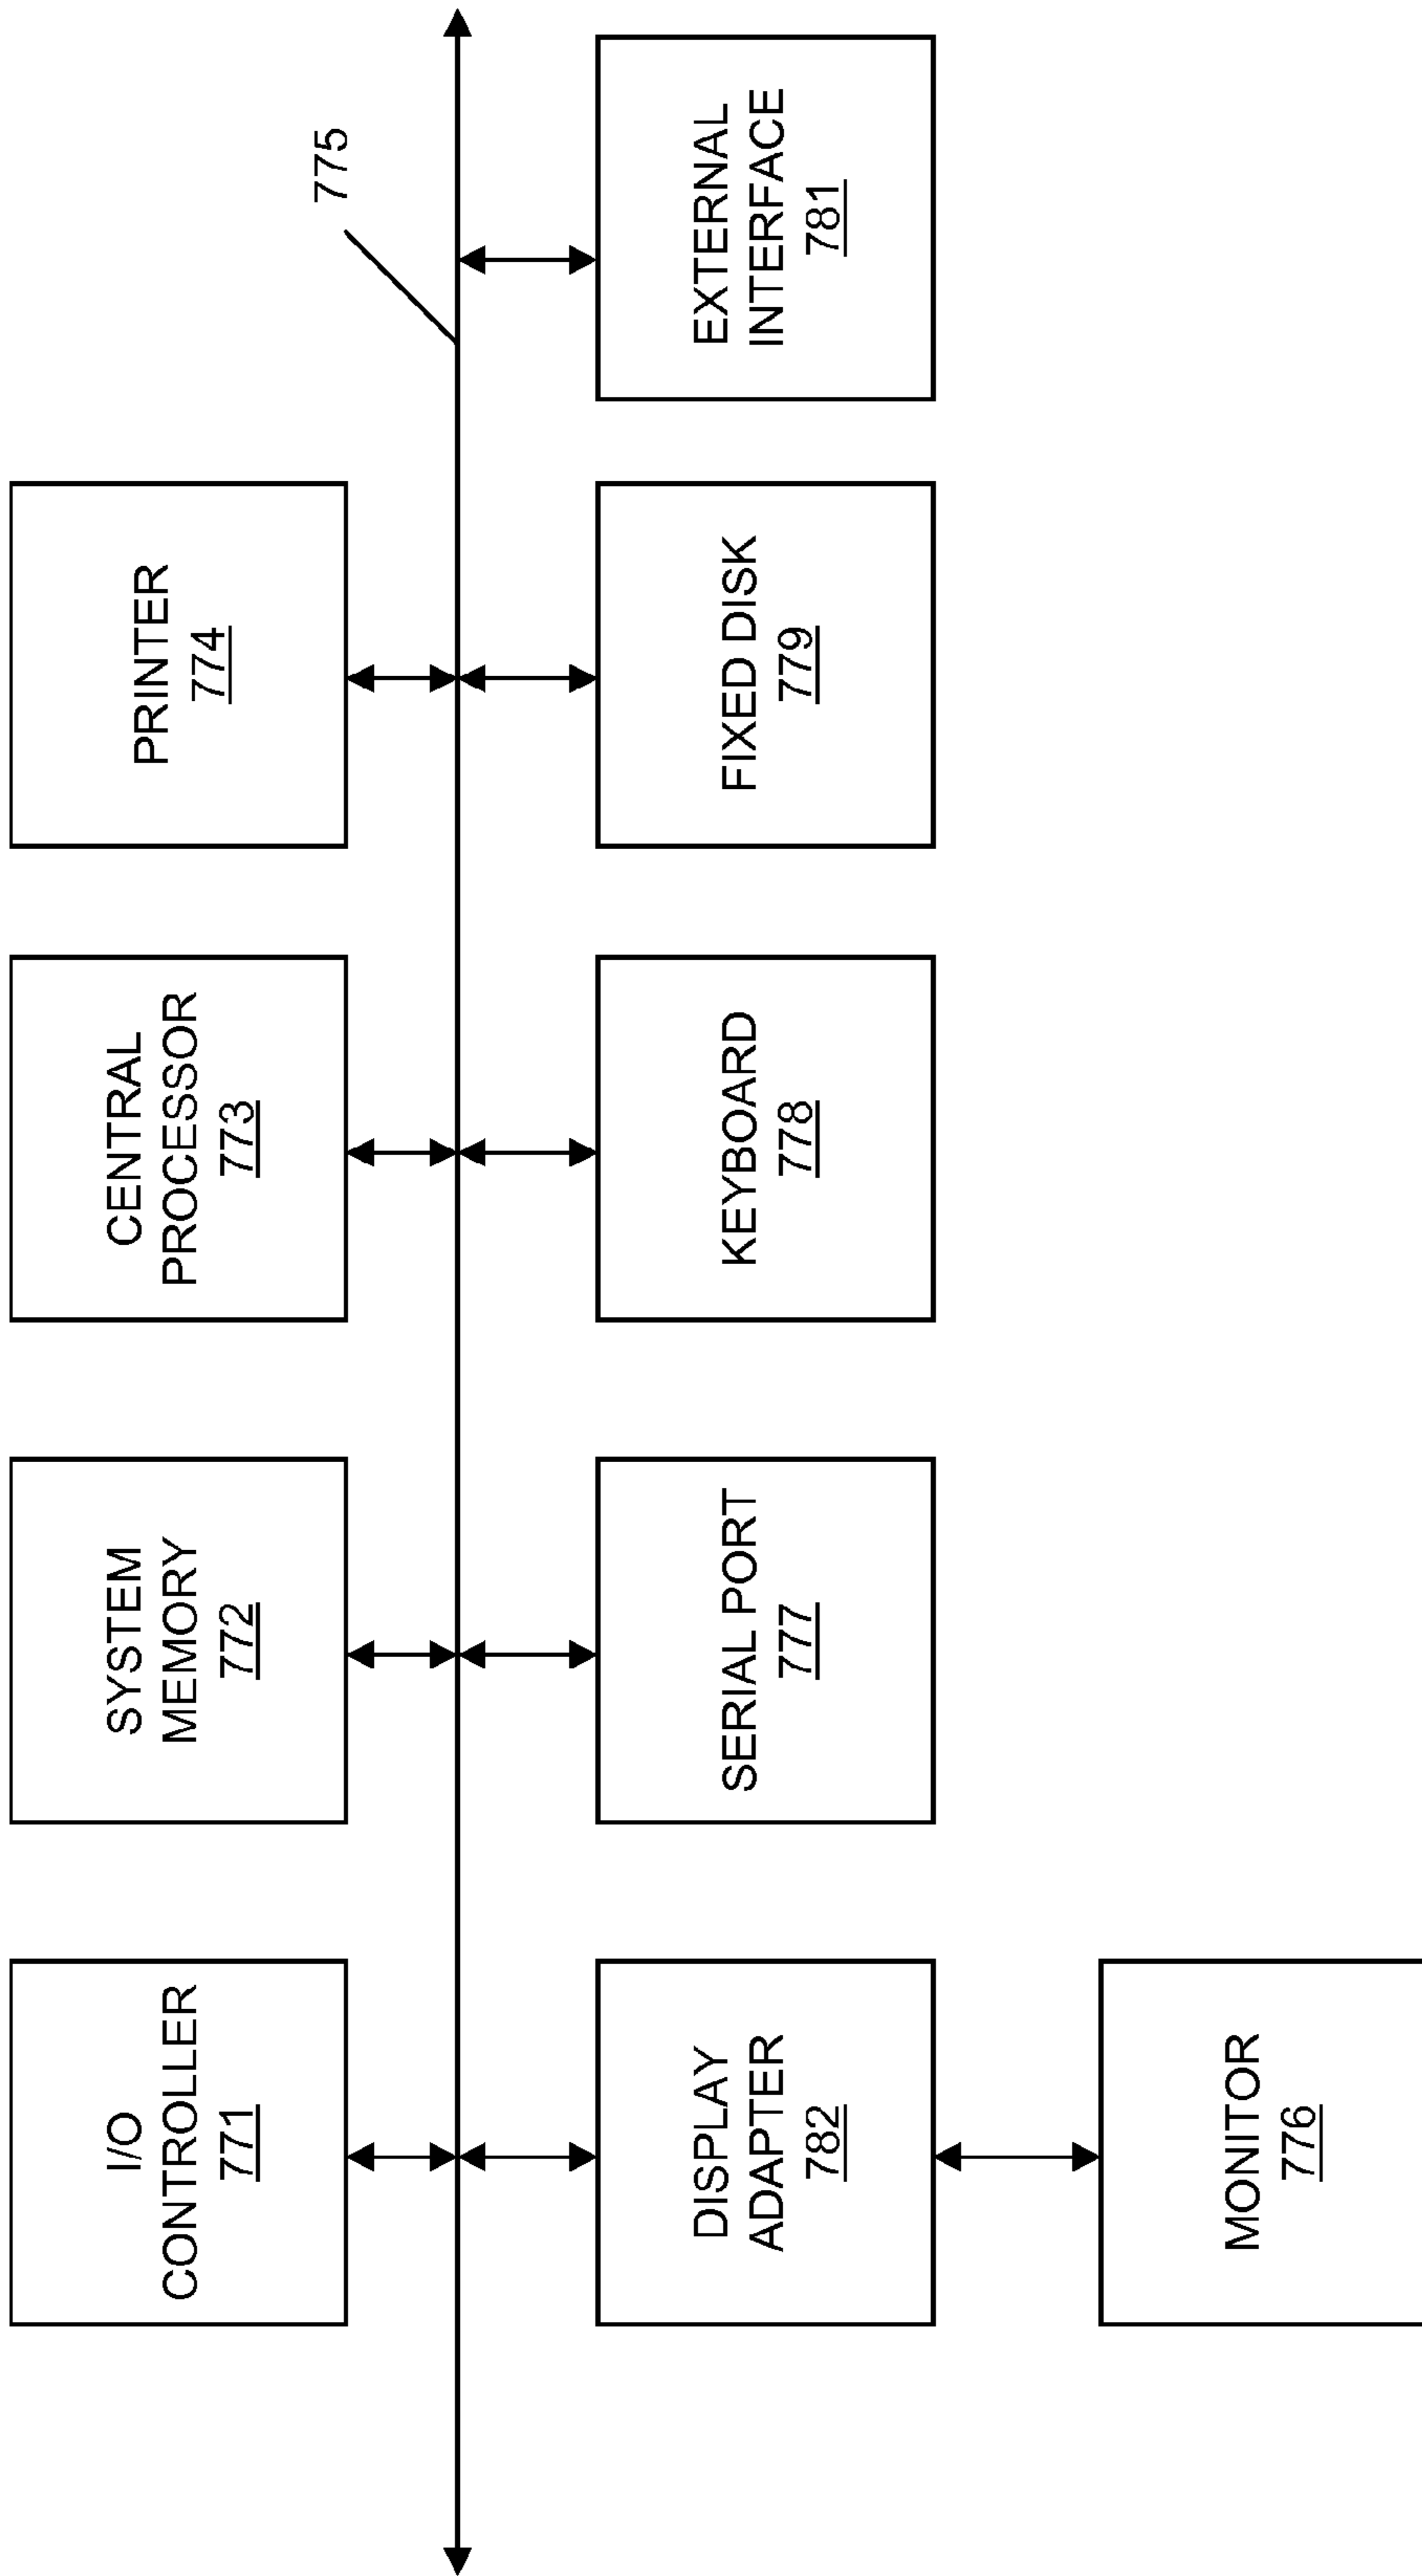 I/O
CONTROLLER
771
SYSTEM
MEMORY
772
CENTRAL
PROCESSOR
773
PRINTER
774
775
DISPLAY
ADAPTER
782
SERIAL PORT
777
KEYBOARD
778
FIXED DISK
779
EXTERNAL
INTERFACE
781
MONITOR
776